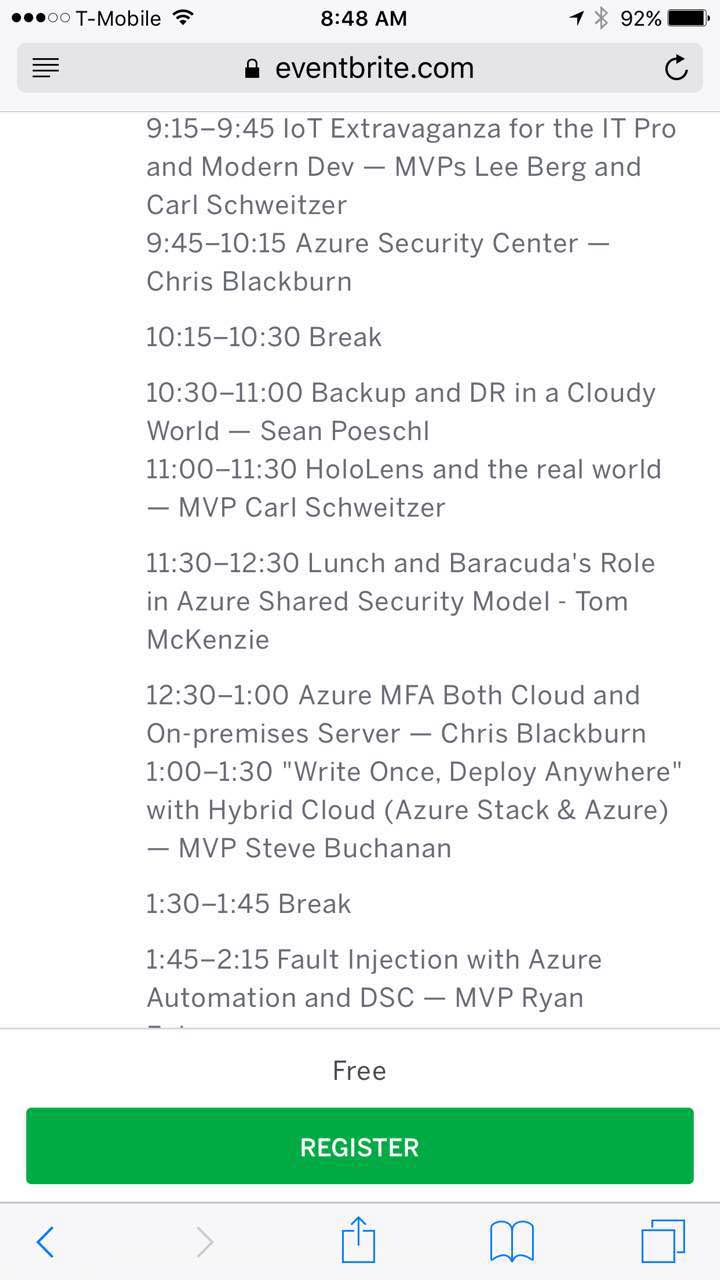 T-Mobile 8:48 AM 92%
eventbrite.com
9:15–9:45 IoT Extravaganza for the IT Pro
and Modern Dev — MVPs Lee Berg and
Carl Schweitzer
9:45–10:15 Azure Security Center —
Chris Blackburn
10:15–10:30 Break
10:30–11:00 Backup and DR in a Cloudy
World — Sean Poeschl
11:00–11:30 HoloLens and the real world
— MVP Carl Schweitzer
11:30–12:30 Lunch and Baracuda's Role
in Azure Shared Security Model - Tom
McKenzie
12:30–1:00 Azure MFA Both Cloud and
On-premises Server — Chris Blackburn
1:00–1:30 "Write Once, Deploy Anywhere"
with Hybrid Cloud (Azure Stack & Azure)
— MVP Steve Buchanan
1:30–1:45 Break
1:45–2:15 Fault Injection with Azure
Automation and DSC — MVP Ryan
Free
REGISTER